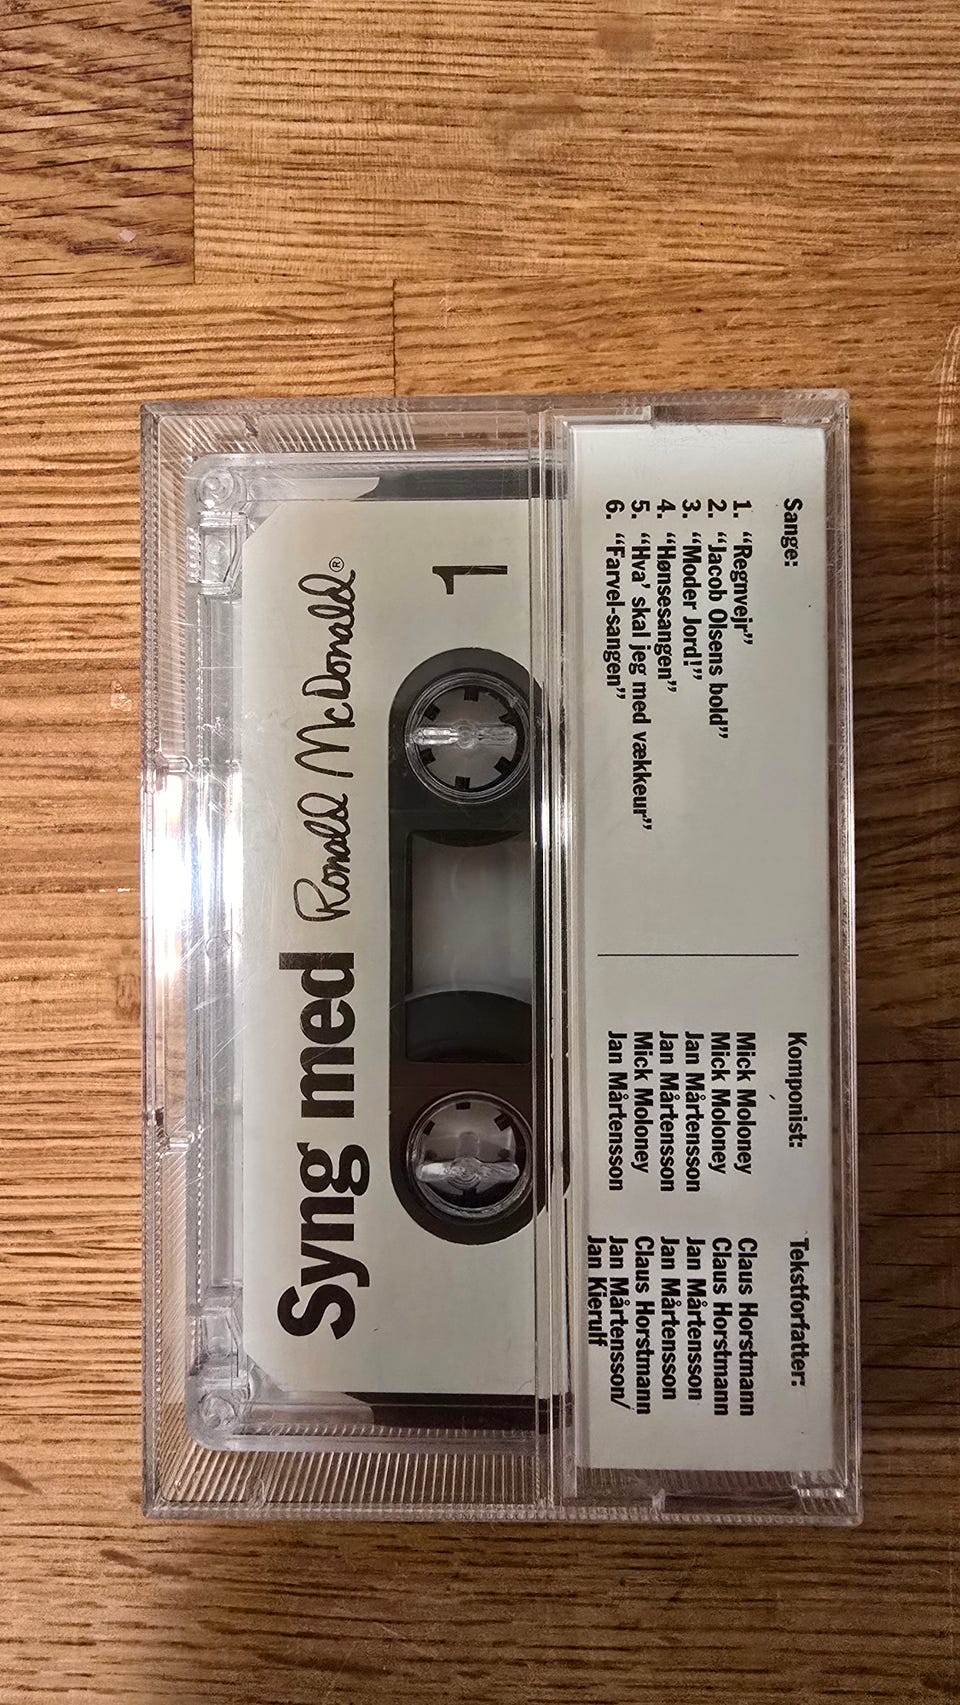 Sange:
1. “Regnvejr”
2. “Jacob Olsens bold”
3. “Moder Jord!”
4. “Hønsesangen”
5. “Hva’ skal jeg med vækkeur”
6. “Farvel-sangen”
Komponist:
Mick Moloney
Mick Moloney
Jan Mårtensson
Jan Mårtensson
Mick Moloney
Jan Mårtensson
Tekstforfatter:
Claus Horstmann
Claus Horstmann
Jan Mårtensson
Jan Mårtensson
Claus Horstmann
Jan Mårtensson/
Jan Kjerulf
1
Syng med Ronald McDonald®